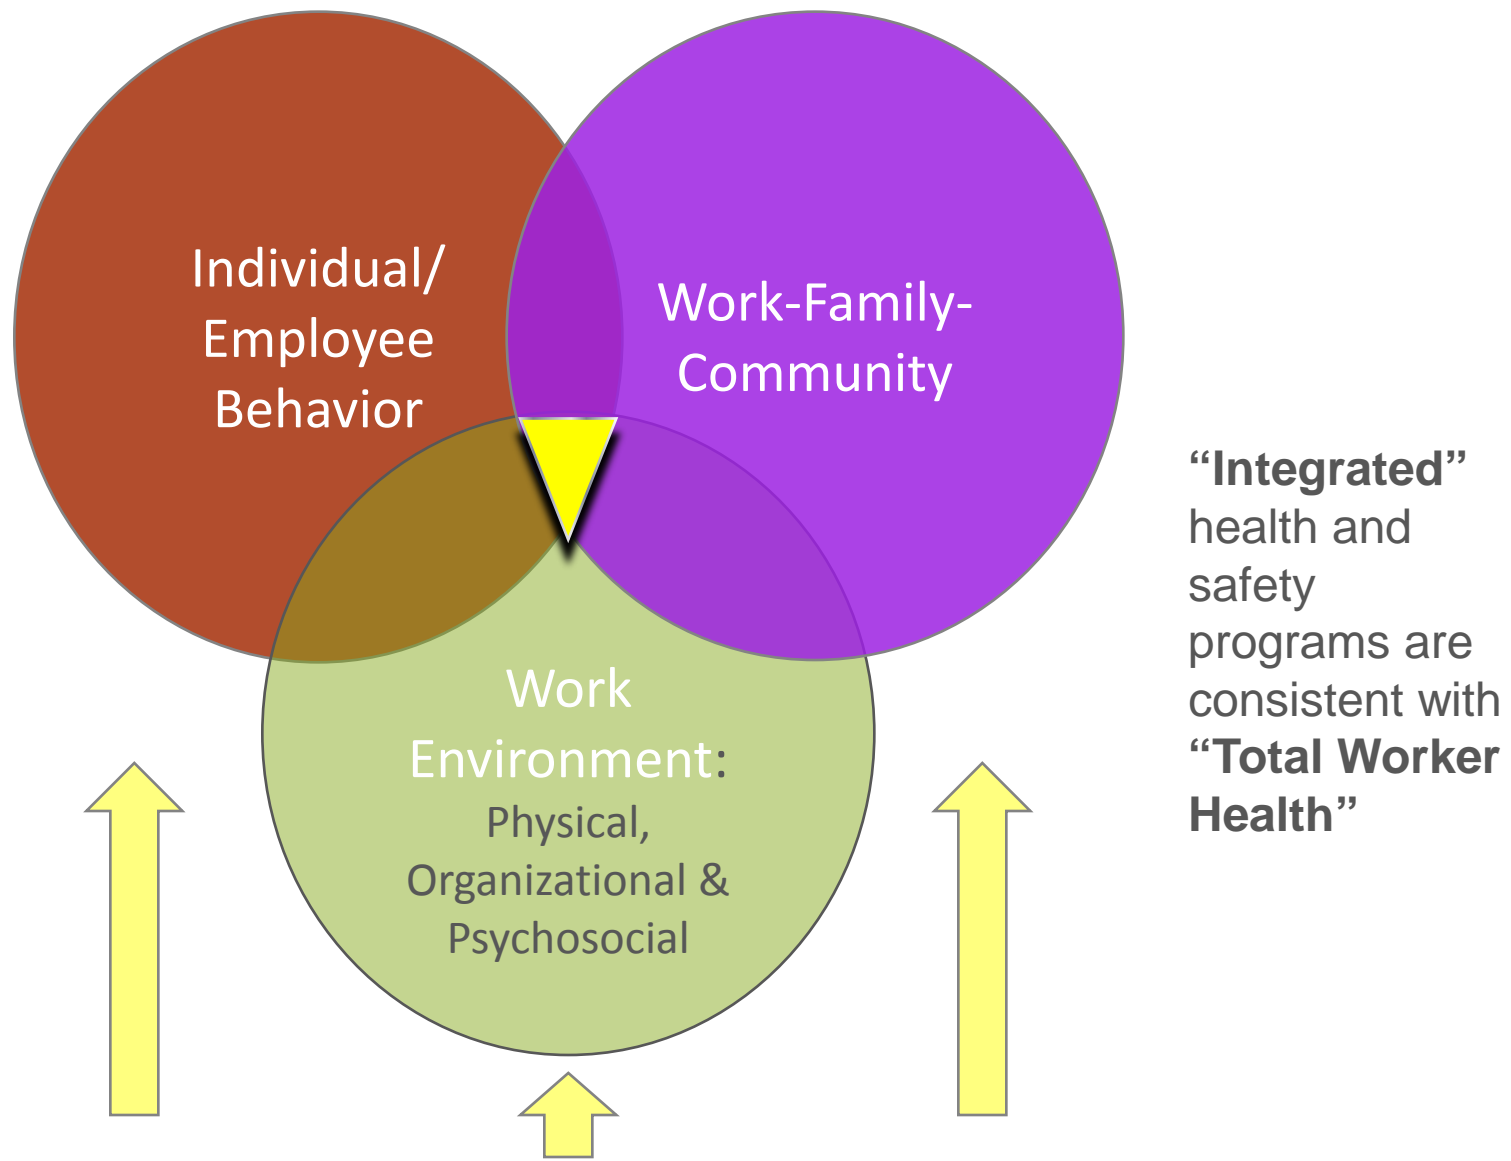 Individual/
Employee
Behavior
Work-Family-
Community
Work
Environment:
Physical,
Organizational &
Psychosocial
“Integrated”
health and
safety
programs are
consistent with
“Total Worker
Health”